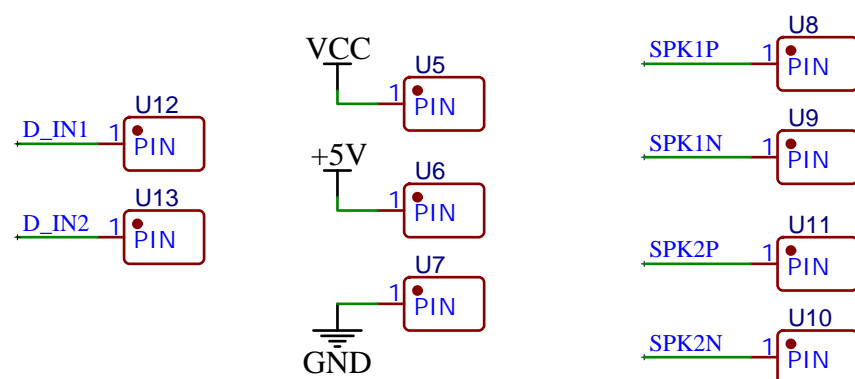 U12
D_IN1 1 PIN
U13
D_IN2 1 PIN
VCC
U5
1 PIN
+5V
U6
1 PIN
U7
1 PIN
GND
U8
SPK1P 1 PIN
U9
SPK1N 1 PIN
U11
SPK2P 1 PIN
U10
SPK2N 1 PIN